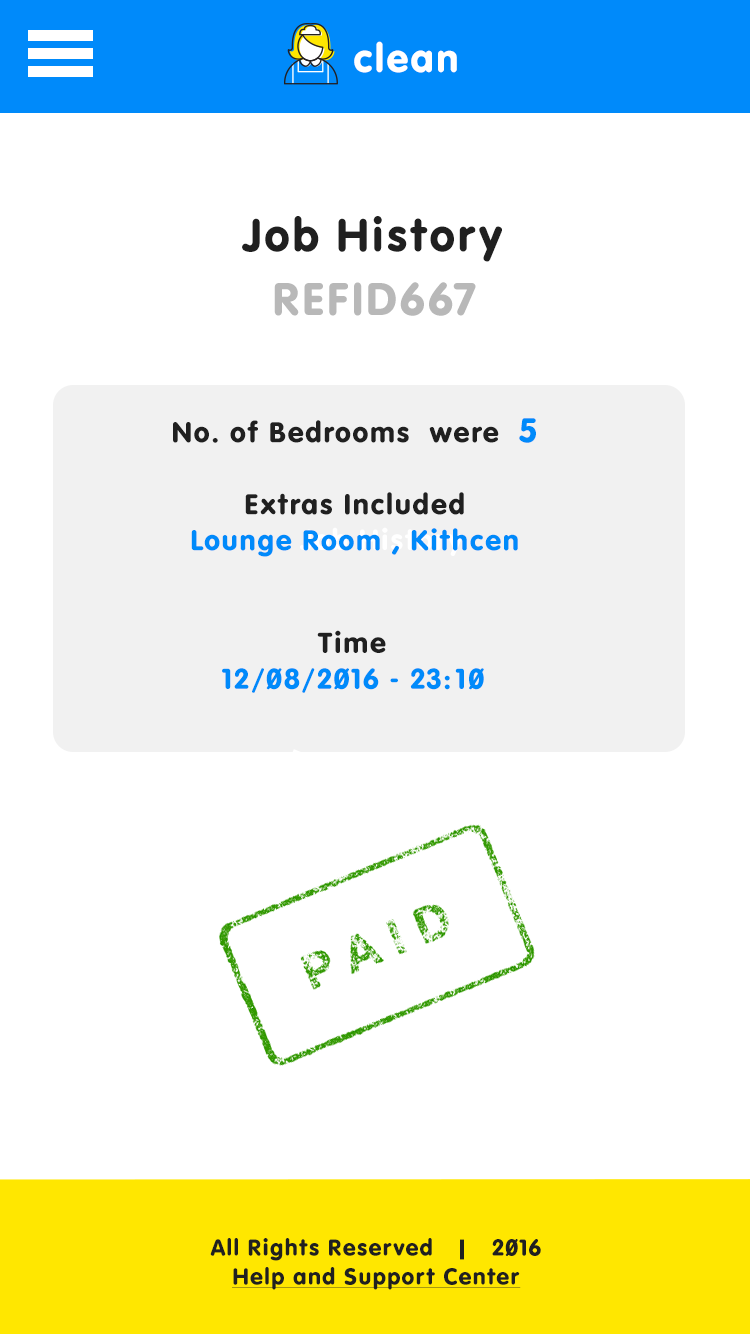 clean
Job History
REFID667
No. of Bedrooms were 5
Extras Included
Lounge Room , Kithcen
Time
12/08/2016 - 23:10
PAID
All Rights Reserved | 2016
Help and Support Center